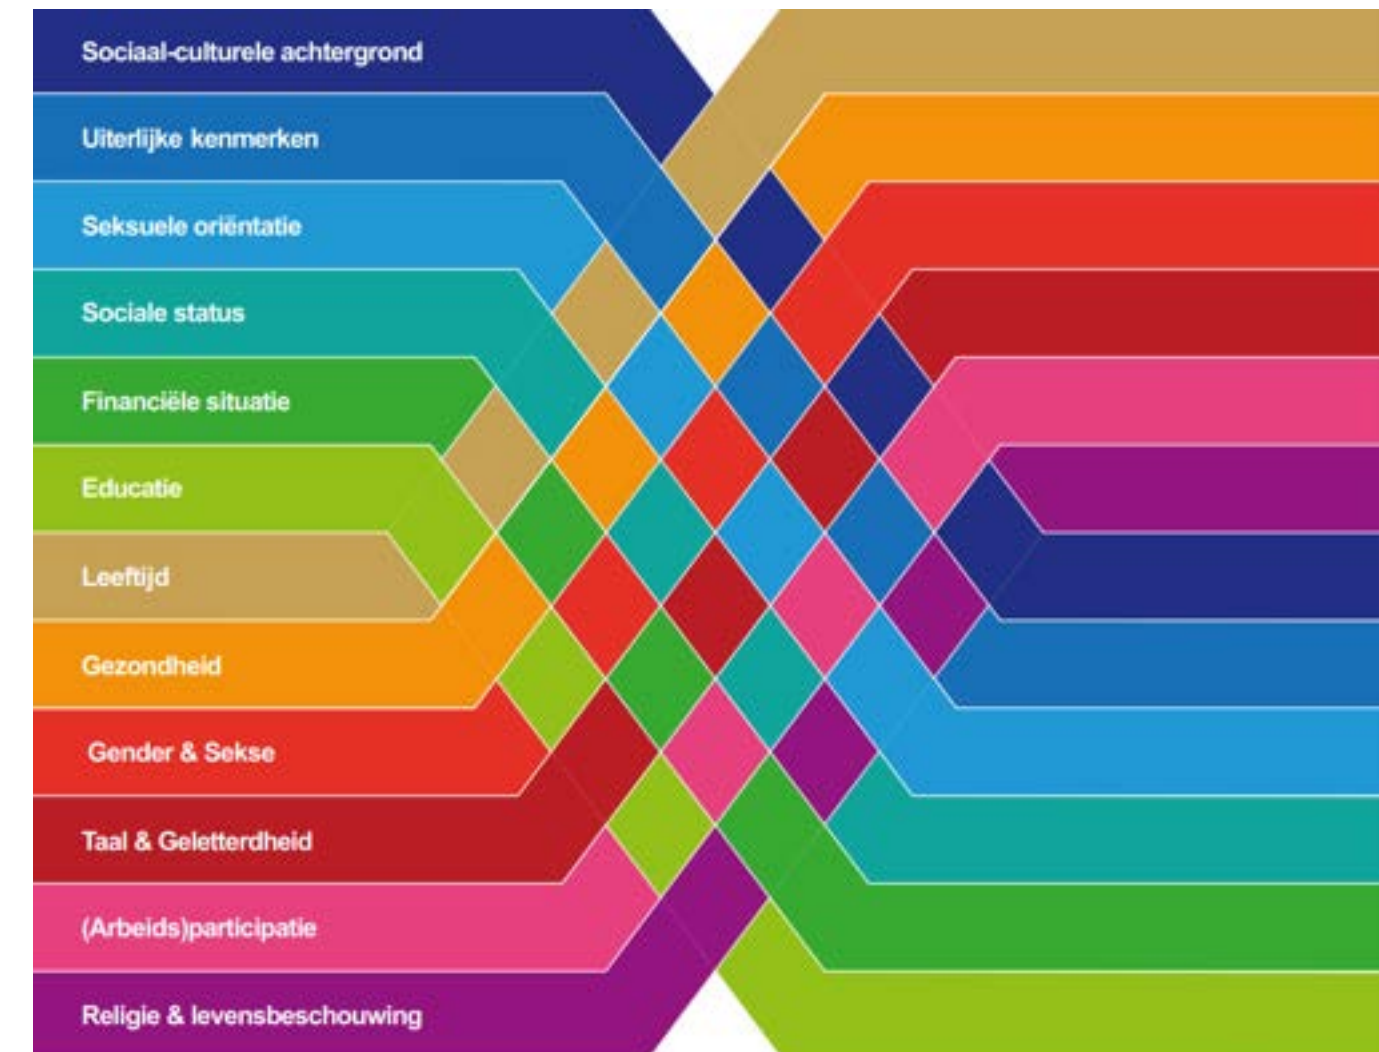 Sociaal-culturele achtergrond
Uiterlijke kenmerken
Seksuele oriëntatie
Sociale status
Financiële situatie
Educatie
Leeftijd
Gezondheid
Gender & Sekse
Taal & Geletterdheid
(Arbeids)participatie
Religie & levensbeschouwing